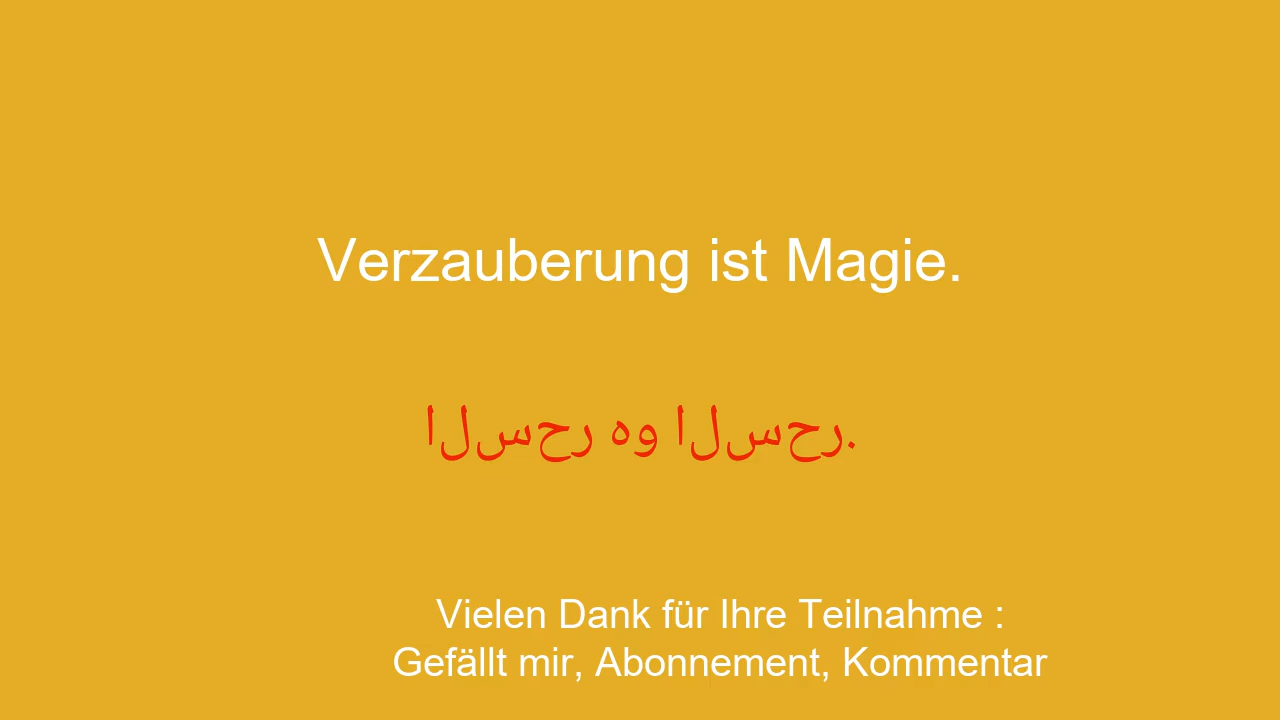 Verzauberung ist Magie.
السحر هو السحر.
Vielen Dank für Ihre Teilnahme :
Gefällt mir, Abonnement, Kommentar